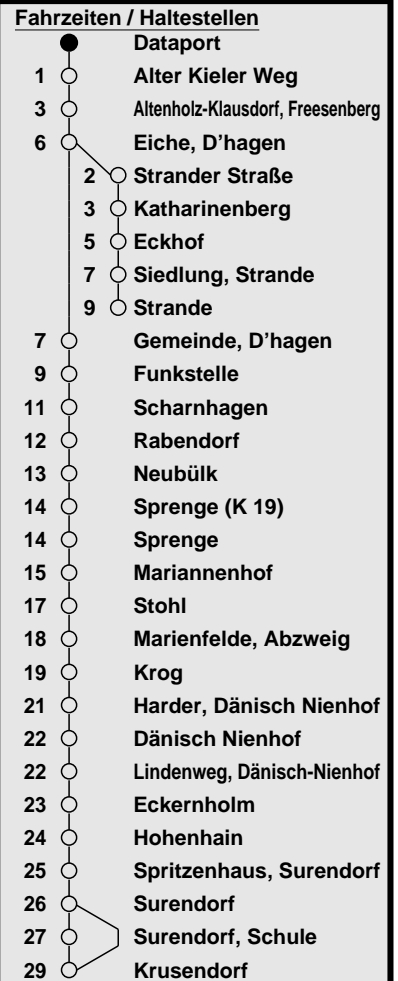 Fahrzeiten / Haltestellen
Dataport
1 Alter Kieler Weg
3 Altenholz-Klausdorf, Freesenberg
6 Eiche, D'hagen
2 Strander Straße
3 Katharinenberg
5 Eckhof
7 Siedlung, Strande
9 Strande
7 Gemeinde, D'hagen
9 Funkstelle
11 Scharnhagen
12 Rabendorf
13 Neubülk
14 Sprenge (K 19)
14 Sprenge
15 Mariannenhof
17 Stohl
18 Marienfelde, Abzweig
19 Krog
21 Harder, Dänisch Nienhof
22 Dänisch Nienhof
22 Lindenweg, Dänisch-Nienhof
23 Eckernholm
24 Hohenhain
25 Spritzenhaus, Surendorf
26 Surendorf
27 Surendorf, Schule
29 Krusendorf